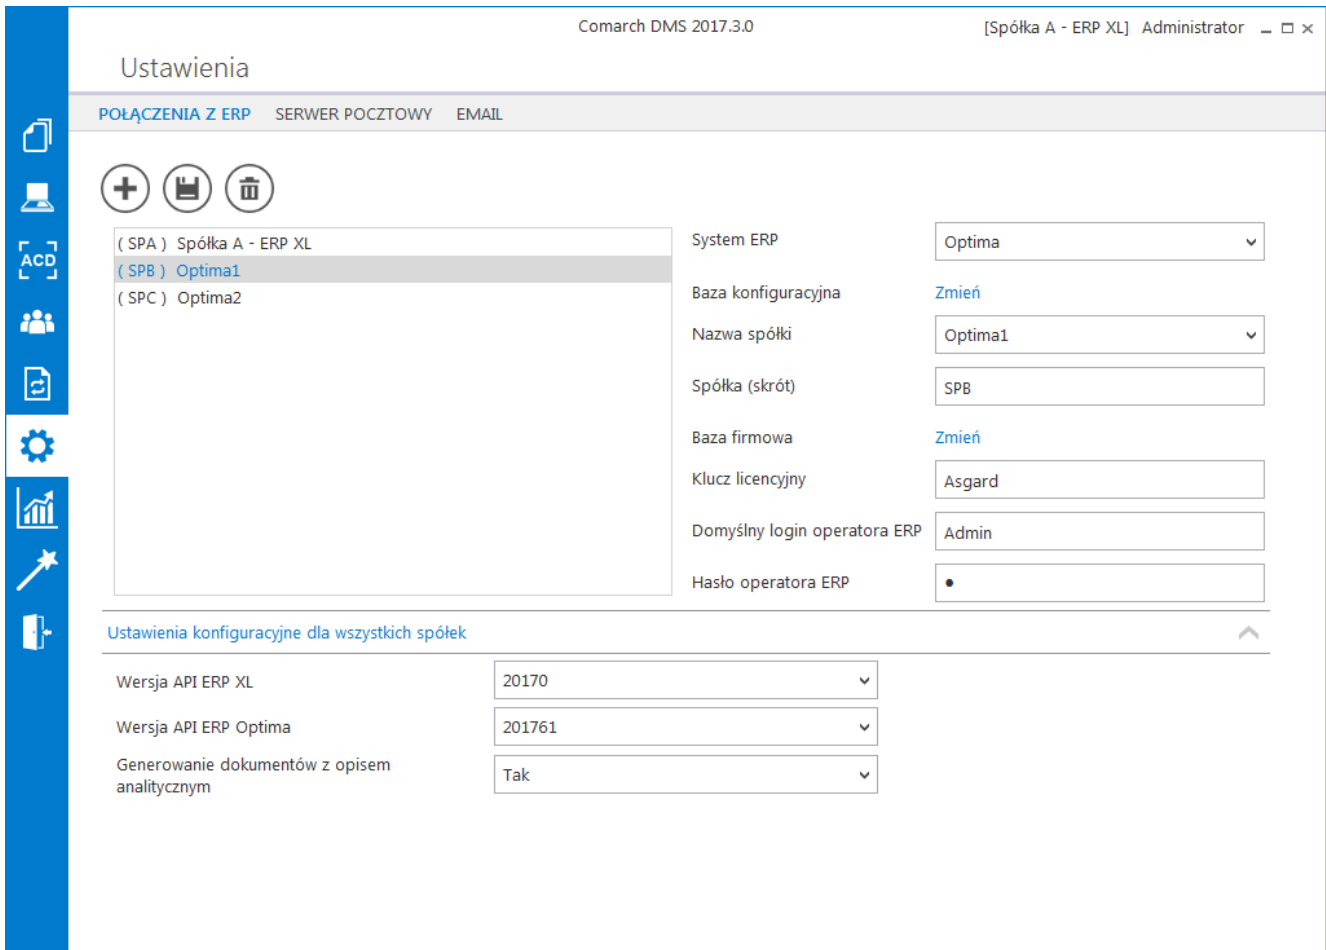 Comarch DMS 2017.3.0
[Spółka A - ERP XL] Administrator
Ustawienia
POŁĄCZENIA Z ERP SERWER POCZTOWY EMAIL
ACD
( SPA ) Spółka A - ERP XL
( SPB ) Optima1
( SPC ) Optima2
System ERP Optima
Baza konfiguracyjna Zmień
Nazwa spółki Optima1
Spółka (skrót) SPB
Baza firmowa Zmień
Klucz licencyjny Asgard
Domyślny login operatora ERP Admin
Hasło operatora ERP ●
Ustawienia konfiguracyjne dla wszystkich spółek
Wersja API ERP XL 20170
Wersja API ERP Optima 201761
Generowanie dokumentów z opisem
analitycznym
Tak